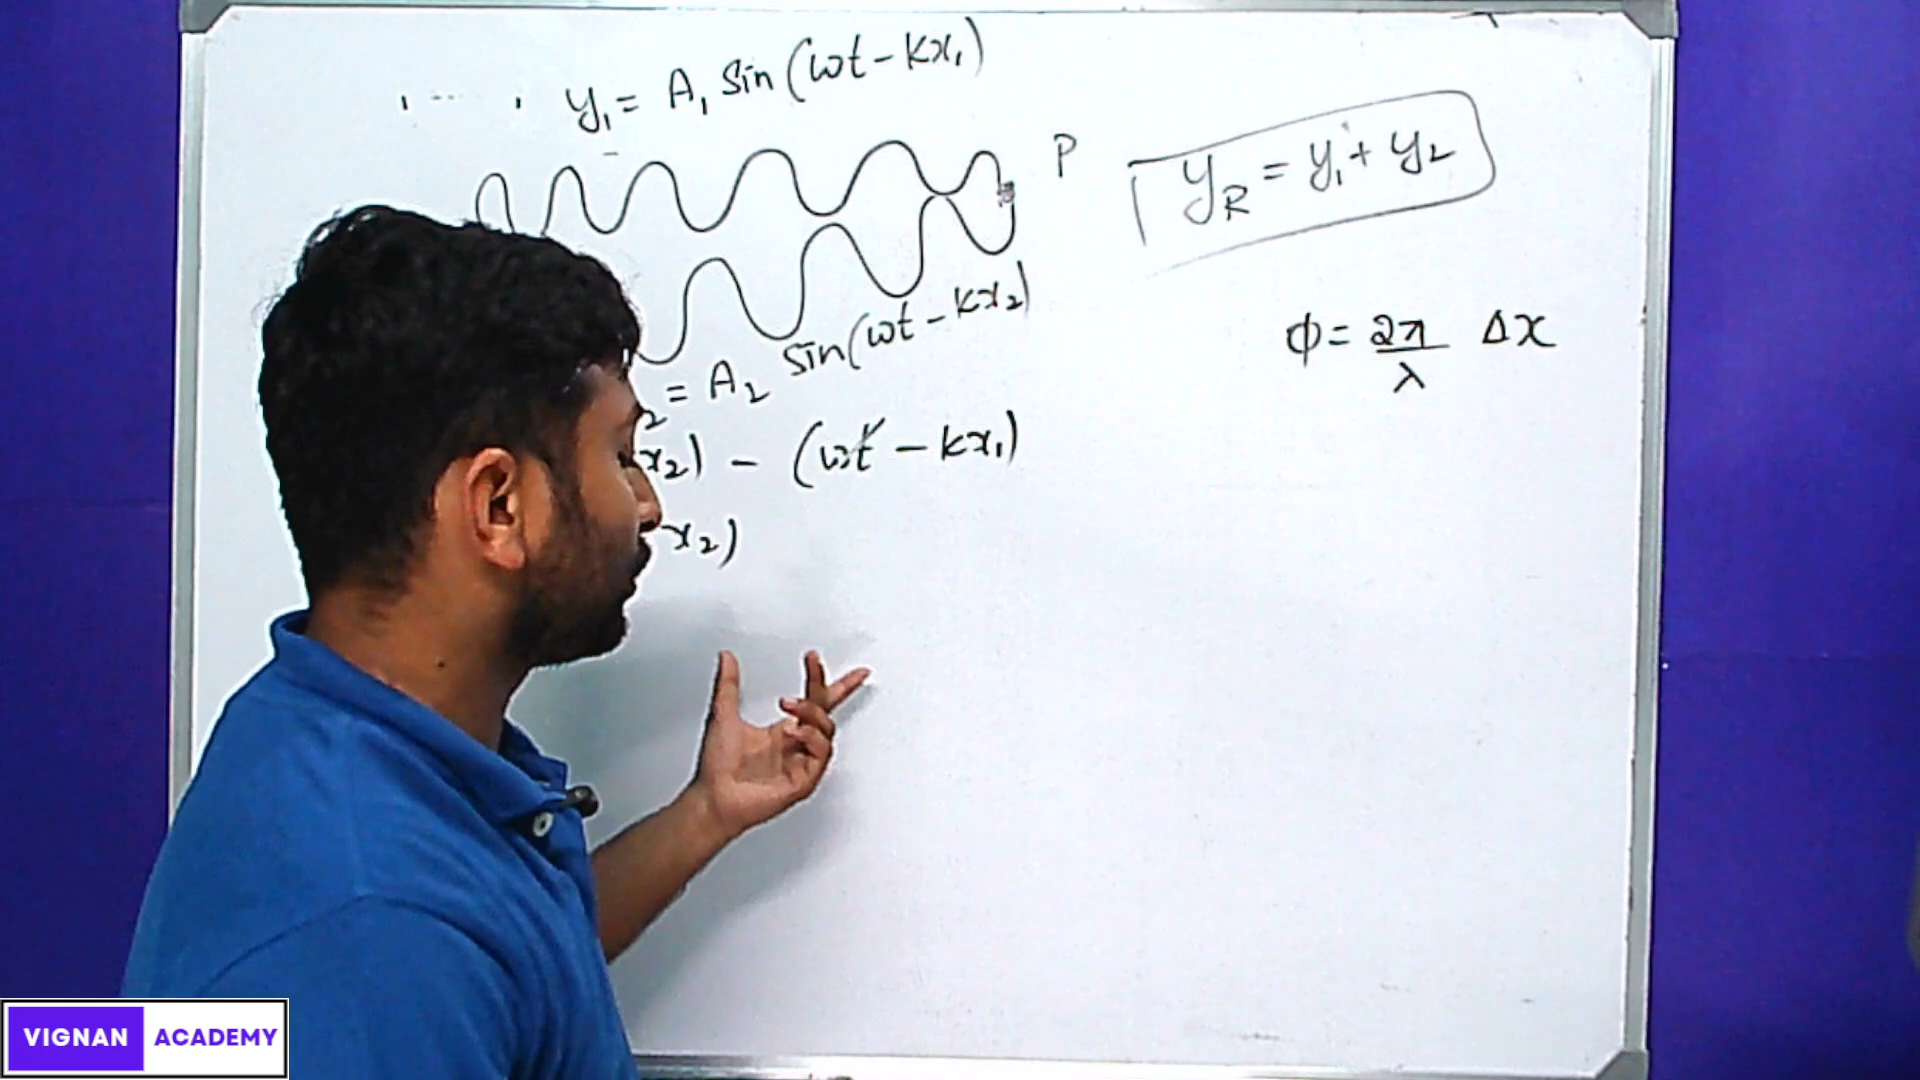 y₁ = A₁ sin(ωt - kx₁)
P
y_R = y₁ + y₂
₂ = A₂ sin(ωt - kx₂)
ϕ = 2π/λ Δx
x₂) - (ωt - kx₁)
x₂)
VIGNAN ACADEMY